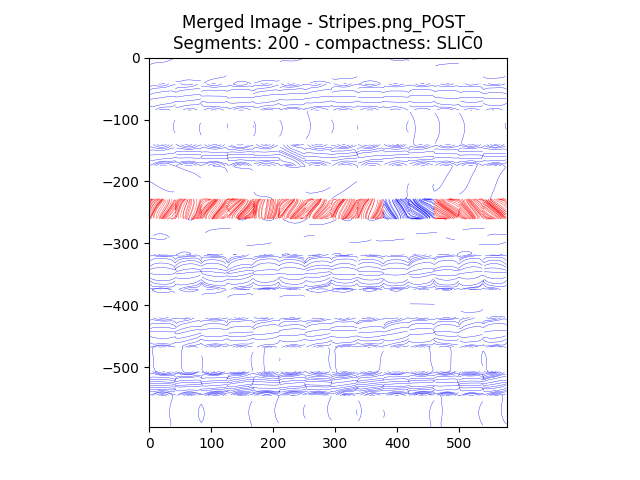 Merged Image - Stripes.png_POST_
Segments: 200 - compactness: SLIC0
0
−100
−200
−300
−400
−500
0 100 200 300 400 500